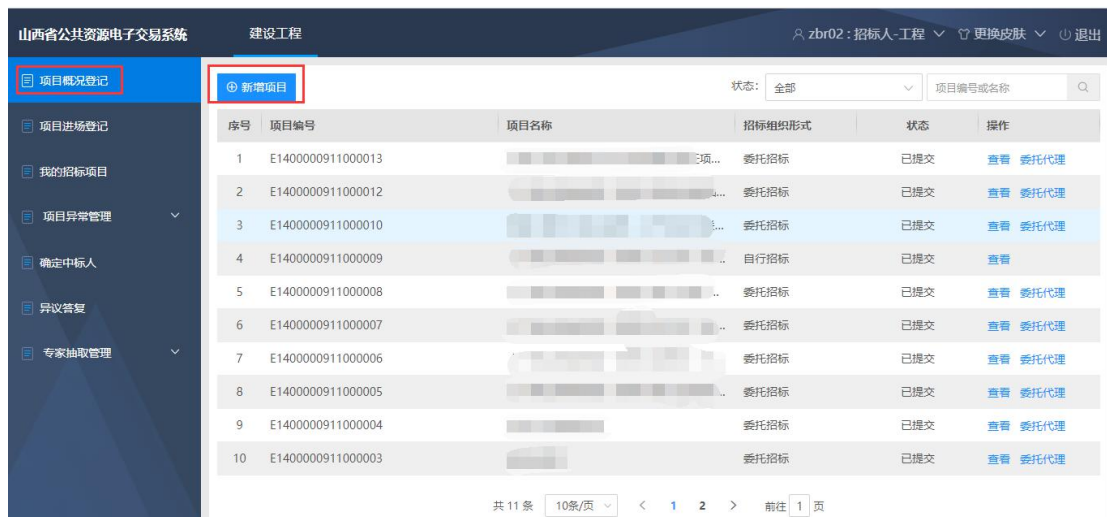 山西省公共资源电子交易系统 建设工程 zbr02 : 招标人-工程 更换皮肤 退出
项目概况登记
项目进场登记
我的招标项目
项目异常管理
确定中标人
异议答复
专家抽取管理
新增项目 状态: 全部 项目编号或名称
序号 项目编号 项目名称 招标组织形式 状态 操作
1 E1400000911000013 项... 委托招标 已提交 查看 委托代理
2 E1400000911000012 ... 委托招标 已提交 查看 委托代理
3 E1400000911000010 ... 委托招标 已提交 查看 委托代理
4 E1400000911000009 .. 自行招标 已提交 查看
5 E1400000911000008 .. 委托招标 已提交 查看 委托代理
6 E1400000911000007 .. 委托招标 已提交 查看 委托代理
7 E1400000911000006 委托招标 已提交 查看 委托代理
8 E1400000911000005 .. 委托招标 已提交 查看 委托代理
9 E1400000911000004 委托招标 已提交 查看 委托代理
10 E1400000911000003 委托招标 已提交 查看 委托代理
共 11 条 10条/页 < 1 2 > 前往 1 页